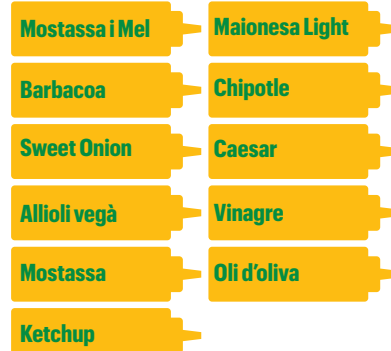 Mostassa i Mel
Maionesa Light
Barbacoa
Chipotle
Sweet Onion
Caesar
Allioli vegà
Vinagre
Mostassa
Oli d'oliva
Ketchup